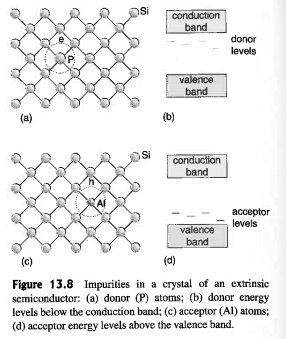 Si
conduction
band
e
donor
levels
P
valence
band
(a)
(b)
Si
conduction
band
h
Al
acceptor
levels
valence
band
(c)
(d)
Figure 13.8 Impurities in a crystal of an extrinsic
semiconductor: (a) donor (P) atoms; (b) donor energy
levels below the conduction band; (c) acceptor (Al) atoms;
(d) acceptor energy levels above the valence band.